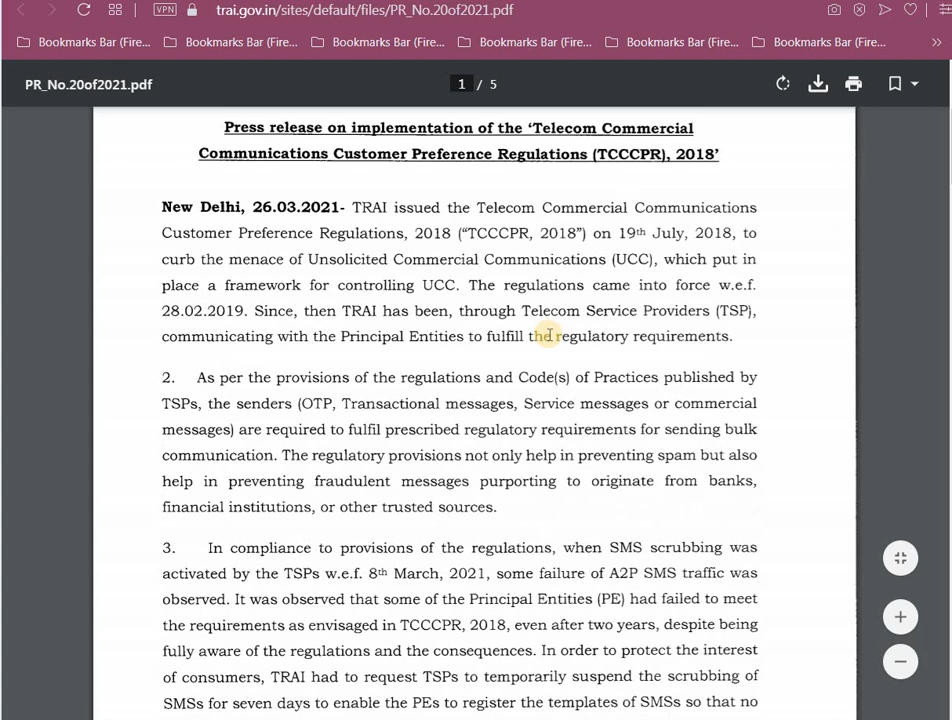 VPN trai.gov.in/sites/default/files/PR_No.20of2021.pdf
Bookmarks Bar (Fire... Bookmarks Bar (Fire... Bookmarks Bar (Fire... Bookmarks Bar (Fire... Bookmarks Bar (Fire... Bookmarks Bar (Fire... »
PR_No.20of2021.pdf 1 / 5
Press release on implementation of the ‘Telecom Commercial
Communications Customer Preference Regulations (TCCCPR), 2018’
New Delhi, 26.03.2021- TRAI issued the Telecom Commercial Communications
Customer Preference Regulations, 2018 (“TCCCPR, 2018”) on 19th July, 2018, to
curb the menace of Unsolicited Commercial Communications (UCC), which put in
place a framework for controlling UCC. The regulations came into force w.e.f.
28.02.2019. Since, then TRAI has been, through Telecom Service Providers (TSP),
communicating with the Principal Entities to fulfill the regulatory requirements.
2. As per the provisions of the regulations and Code(s) of Practices published by
TSPs, the senders (OTP, Transactional messages, Service messages or commercial
messages) are required to fulfil prescribed regulatory requirements for sending bulk
communication. The regulatory provisions not only help in preventing spam but also
help in preventing fraudulent messages purporting to originate from banks,
financial institutions, or other trusted sources.
3. In compliance to provisions of the regulations, when SMS scrubbing was
activated by the TSPs w.e.f. 8th March, 2021, some failure of A2P SMS traffic was
observed. It was observed that some of the Principal Entities (PE) had failed to meet
the requirements as envisaged in TCCCPR, 2018, even after two years, despite being
fully aware of the regulations and the consequences. In order to protect the interest
of consumers, TRAI had to request TSPs to temporarily suspend the scrubbing of
SMSs for seven days to enable the PEs to register the templates of SMSs so that no